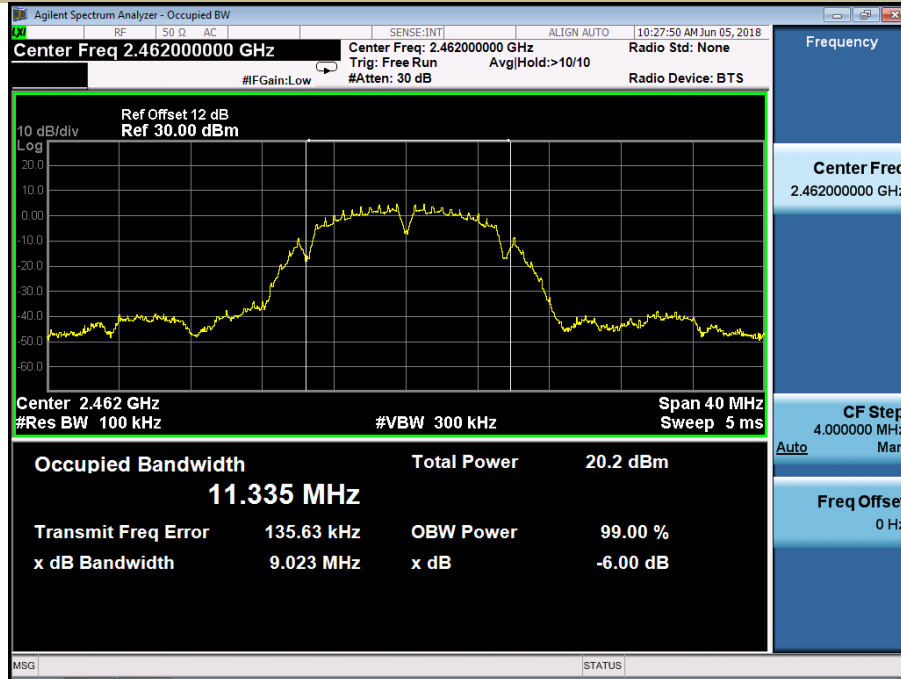 Agilent Spectrum Analyzer - Occupied BW
LXI RF 50 Ω AC SENSE:INT ALIGN AUTO 10:27:50 AM Jun 05, 2018
Center Freq 2.462000000 GHz
Center Freq: 2.462000000 GHz
Radio Std: None
Trig: Free Run Avg|Hold:>10/10
#IFGain:Low
#Atten: 30 dB
Radio Device: BTS
Frequency
Ref Offset 12 dB
10 dB/div Ref 30.00 dBm
Log
20.0
10.0
0.00
-10.0
-20.0
-30.0
-40.0
-50.0
-60.0
Center 2.462 GHz
Span 40 MHz
#Res BW 100 kHz
#VBW 300 kHz
Sweep 5 ms
Center Freq
2.462000000 GHz
CF Step
4.000000 MHz
Auto Man
Freq Offset
0 Hz
Occupied Bandwidth
11.335 MHz
Total Power 20.2 dBm
Transmit Freq Error 135.63 kHz
OBW Power 99.00 %
x dB Bandwidth 9.023 MHz
x dB -6.00 dB
MSG
STATUS